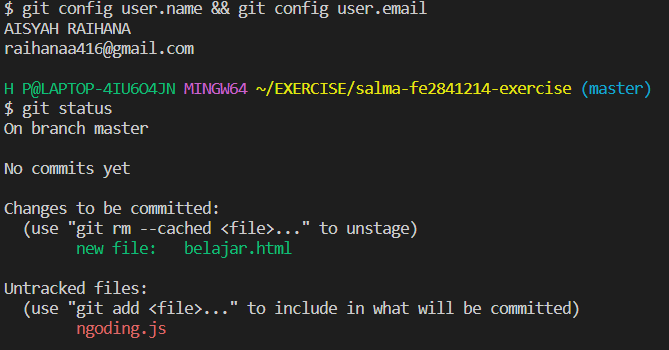 $ git config user.name && git config user.email
AISYAH RAIHANA
raihanaa416@gmail.com
H P@LAPTOP-4IU6O4JN MINGW64 ~/EXERCISE/salma-fe2841214-exercise (master)
$ git status
On branch master
No commits yet
Changes to be committed:
  (use "git rm --cached <file>..." to unstage)
        new file:   belajar.html
Untracked files:
  (use "git add <file>..." to include in what will be committed)
        ngoding.js